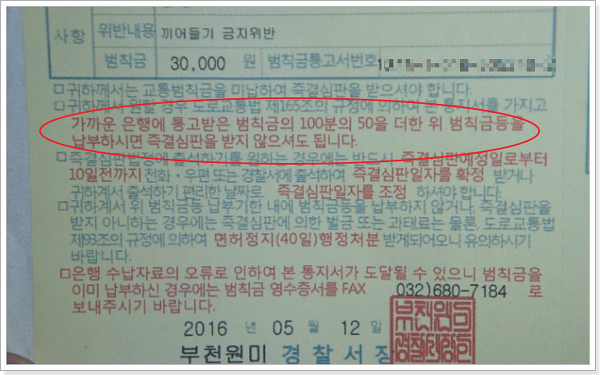 사항
위반내용 끼어들기 금지위반
범칙금 30,000 원 범칙금통고서번호
□귀하께서는 교통범칙금을 미납하여 즉결심판을 받으셔야 합니다.
□귀하께서 원할 경우 도로교통법 제165조의 규정에 의하여 본 통지서를 가지고
가까운 은행에 통고받은 범칙금의 100분의 50을 더한 위 범칙금등을
납부하시면 즉결심판을 받지 않으셔도 됩니다.
□즉결심판법정에 출석하기를 원하는 경우에는 반드시 즉결심판예정일로부터
10일전까지 전화·우편 또는 경찰서에 출석하여 즉결심판일자를 확정 받거나
귀하께서 출석하기 편리한 날짜로 즉결심판일자를 조정 하셔야 합니다.
□귀하께서 위 범칙금등 납부기한 내에 범칙금등을 납부하지 않거나, 즉결심판을
받지 아니하는 경우에는 즉결심판에 의한 벌금 또는 과태료는 물론, 도로교통법
제93조의 규정에 의하여 면허정지(40일)행정처분 받게되어오니 유의하시기
바랍니다.
□은행 수납자료의 오류로 인하여 본 통지서가 도달될 수 있으니 범칙금을
이미 납부하신 경우에는 범칙금 영수증서를 FAX 032)680-7184 로
보내주시기 바랍니다.
2016 년 05 월 12 일
부천원미 경찰서장